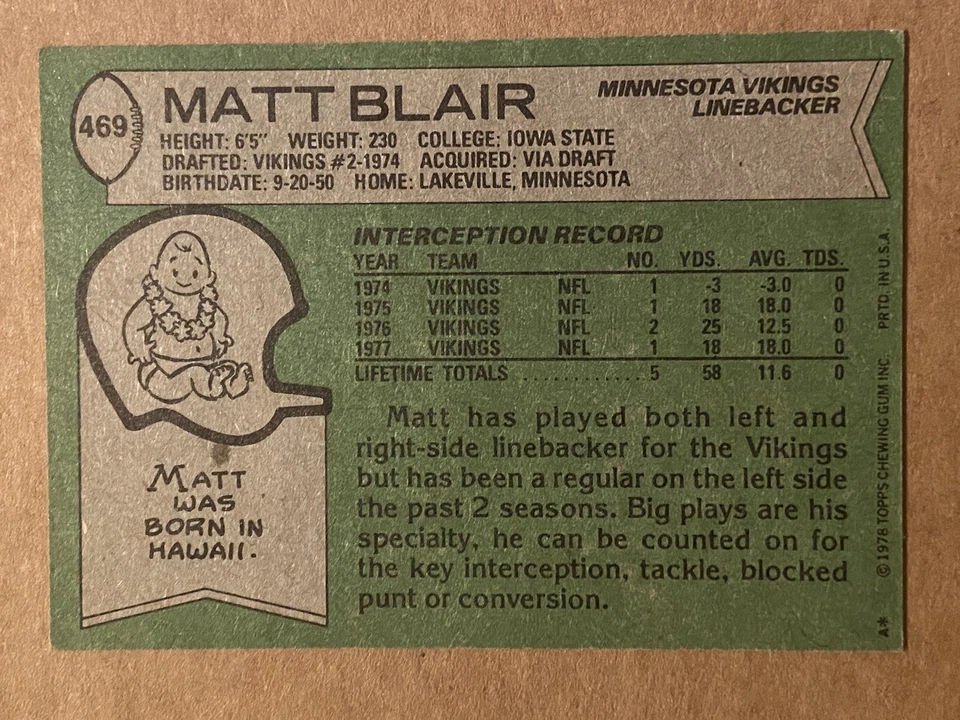 469
MATT BLAIR
MINNESOTA VIKINGS
LINEBACKER
HEIGHT: 6'5" WEIGHT: 230 COLLEGE: IOWA STATE
DRAFTED: VIKINGS #2-1974 ACQUIRED: VIA DRAFT
BIRTHDATE: 9-20-50 HOME: LAKEVILLE, MINNESOTA
INTERCEPTION RECORD
YEAR TEAM NO. YDS. AVG. TDS.
1974 VIKINGS NFL 1 -3 -3.0 0
1975 VIKINGS NFL 1 18 18.0 0
1976 VIKINGS NFL 2 25 12.5 0
1977 VIKINGS NFL 1 18 18.0 0
LIFETIME TOTALS ............ 5 58 11.6 0
Matt has played both left and
right-side linebacker for the Vikings
but has been a regular on the left side
the past 2 seasons. Big plays are his
specialty, he can be counted on for
the key interception, tackle, blocked
punt or conversion.
MATT
WAS
BORN IN
HAWAII.
A* © 1978 TOPPS CHEWING GUM INC. PRTD. IN U.S.A.